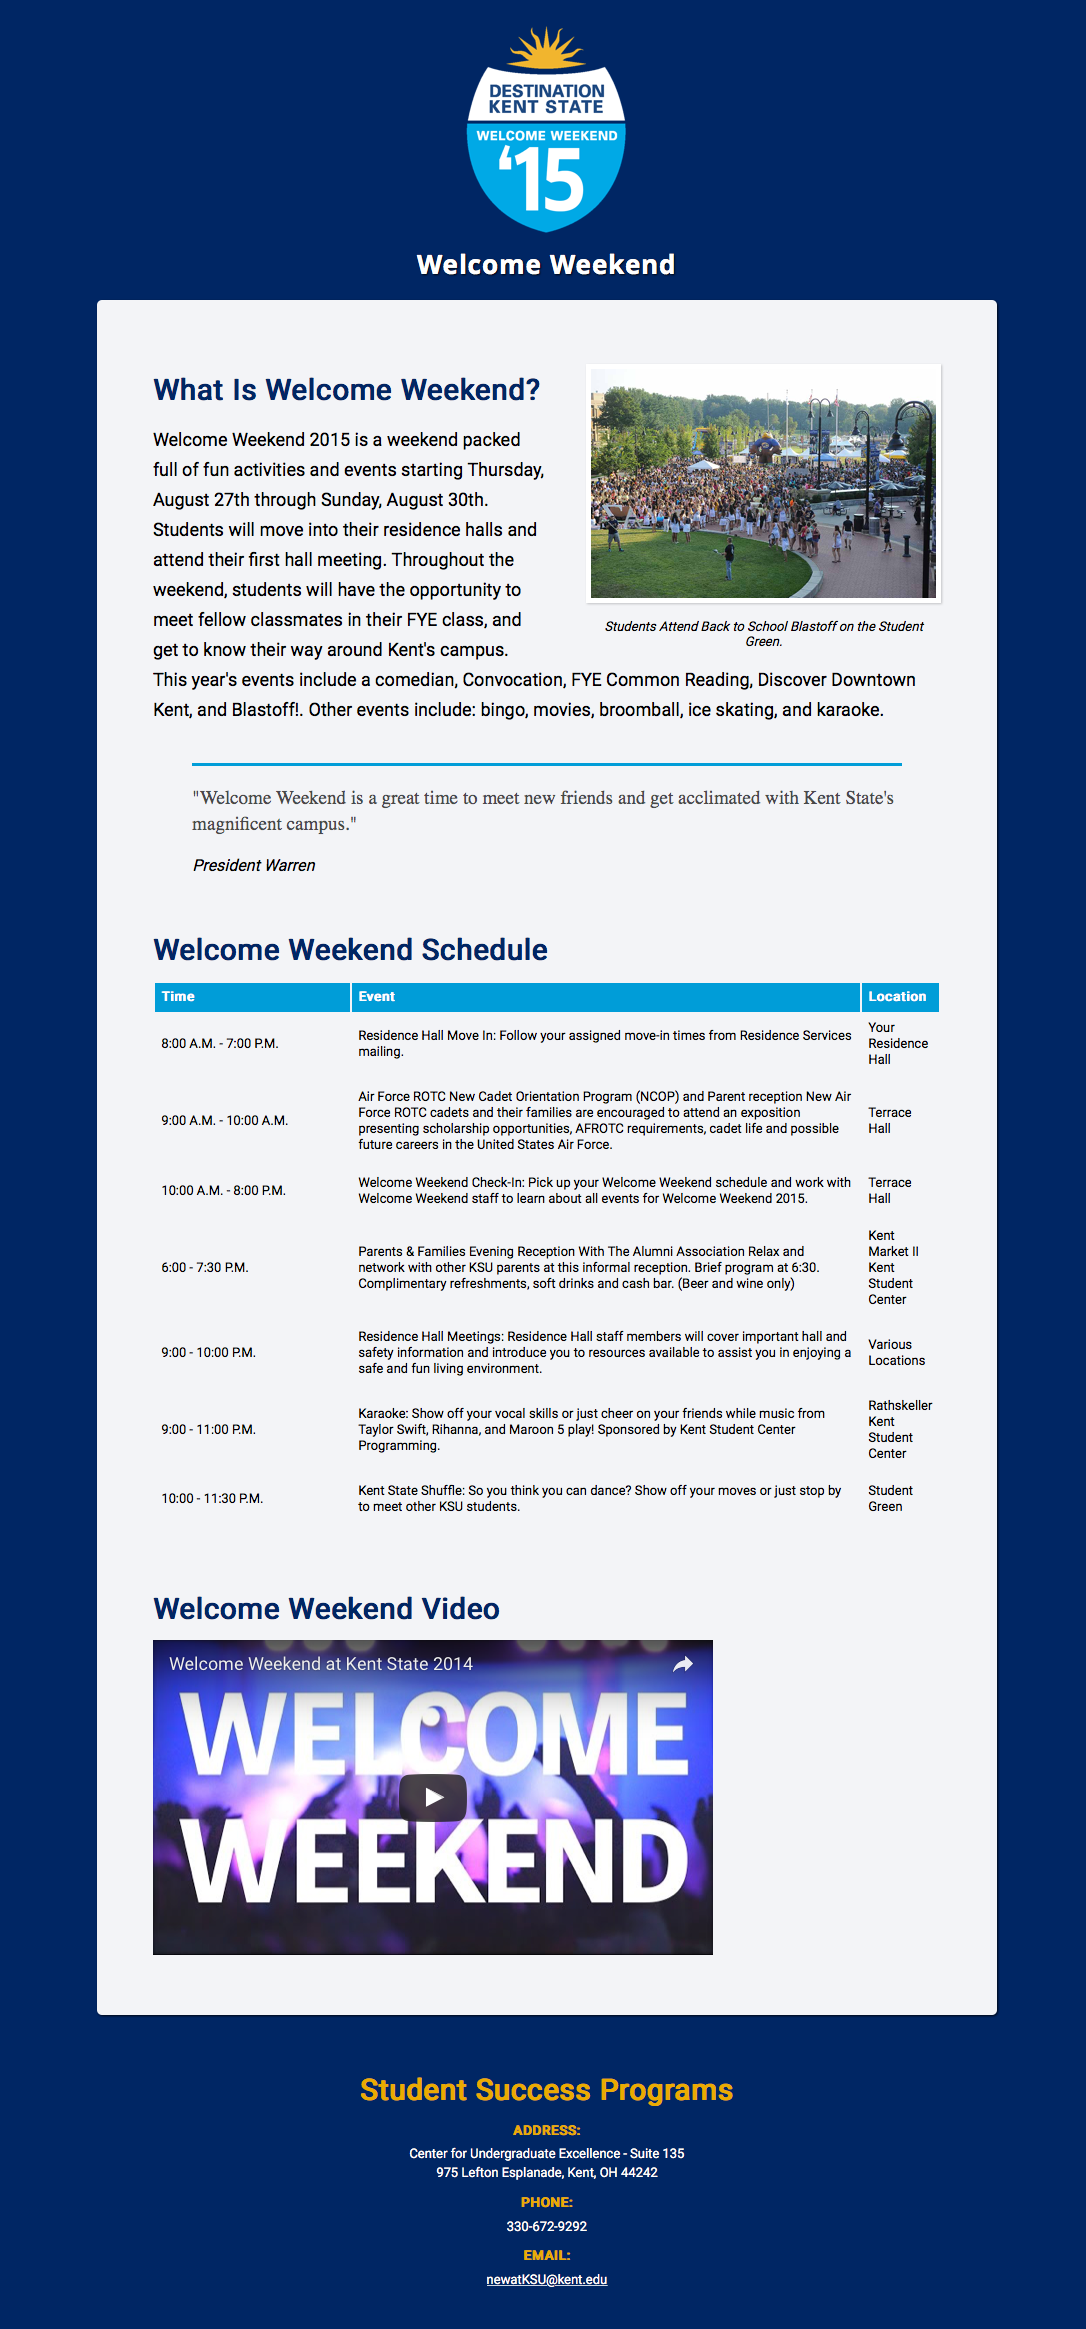 DESTINATION
KENT STATE
WELCOME WEEKEND
'15
Welcome Weekend
What Is Welcome Weekend?
Welcome Weekend 2015 is a weekend packed
full of fun activities and events starting Thursday,
August 27th through Sunday, August 30th.
Students will move into their residence halls and
attend their first hall meeting. Throughout the
weekend, students will have the opportunity to
meet fellow classmates in their FYE class, and
get to know their way around Kent's campus.
This year's events include a comedian, Convocation, FYE Common Reading, Discover Downtown
Kent, and Blastoff!. Other events include: bingo, movies, broomball, ice skating, and karaoke.
Students Attend Back to School Blastoff on the Student
Green.
"Welcome Weekend is a great time to meet new friends and get acclimated with Kent State's
magnificent campus."
President Warren
Welcome Weekend Schedule
Time Event Location
8:00 A.M. - 7:00 P.M.
Residence Hall Move In: Follow your assigned move-in times from Residence Services
mailing.
Your
Residence
Hall
9:00 A.M. - 10:00 A.M.
Air Force ROTC New Cadet Orientation Program (NCOP) and Parent reception New Air
Force ROTC cadets and their families are encouraged to attend an exposition
presenting scholarship opportunities, AFROTC requirements, cadet life and possible
future careers in the United States Air Force.
Terrace
Hall
10:00 A.M. - 8:00 P.M.
Welcome Weekend Check-In: Pick up your Welcome Weekend schedule and work with
Welcome Weekend staff to learn about all events for Welcome Weekend 2015.
Terrace
Hall
6:00 - 7:30 P.M.
Parents & Families Evening Reception With The Alumni Association Relax and
network with other KSU parents at this informal reception. Brief program at 6:30.
Complimentary refreshments, soft drinks and cash bar. (Beer and wine only)
Kent
Market II
Kent
Student
Center
9:00 - 10:00 P.M.
Residence Hall Meetings: Residence Hall staff members will cover important hall and
safety information and introduce you to resources available to assist you in enjoying a
safe and fun living environment.
Various
Locations
9:00 - 11:00 P.M.
Karaoke: Show off your vocal skills or just cheer on your friends while music from
Taylor Swift, Rihanna, and Maroon 5 play! Sponsored by Kent Student Center
Programming.
Rathskeller
Kent
Student
Center
10:00 - 11:30 P.M.
Kent State Shuffle: So you think you can dance? Show off your moves or just stop by
to meet other KSU students.
Student
Green
Welcome Weekend Video
Welcome Weekend at Kent State 2014
WELCOME
WEEKEND
Student Success Programs
ADDRESS:
Center for Undergraduate Excellence - Suite 135
975 Lefton Esplanade, Kent, OH 44242
PHONE:
330-672-9292
EMAIL:
newatKSU@kent.edu